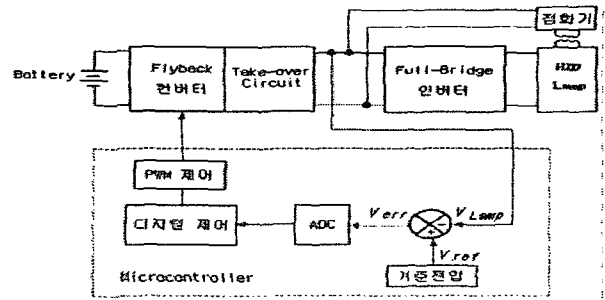 점화기
Battery
Flyback
컨버터
Take-over
Circuit
Full-Bridge
인버터
HID
Lamp
PWM 제어
디지털 제어
ADC
Verr
VLamp
Vref
기준전압
Microcontroller